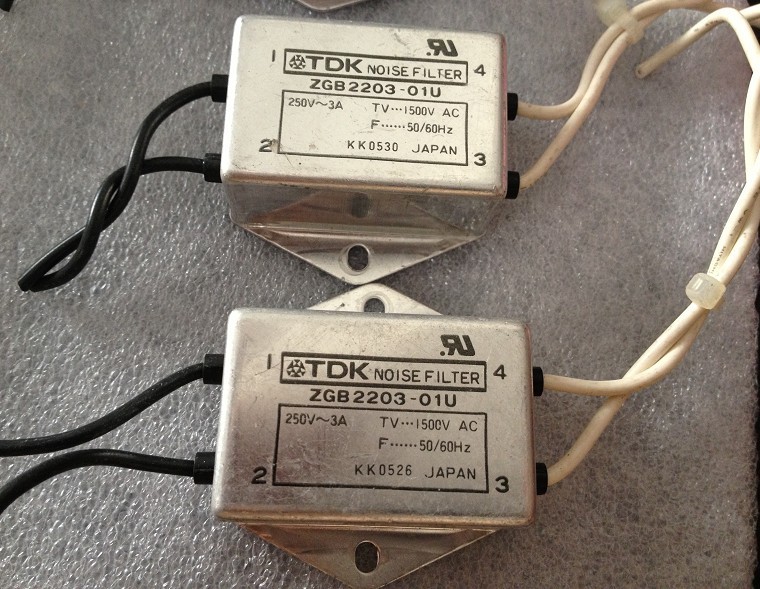 1 TDK NOISE FILTER 4
ZGB2203-01U
250V~3A TV···1500V AC
F······50/60Hz
2 KK0530 JAPAN 3
1 TDK NOISE FILTER 4
ZGB2203-01U
250V~3A TV···1500V AC
F······50/60Hz
2 KK0526 JAPAN 3